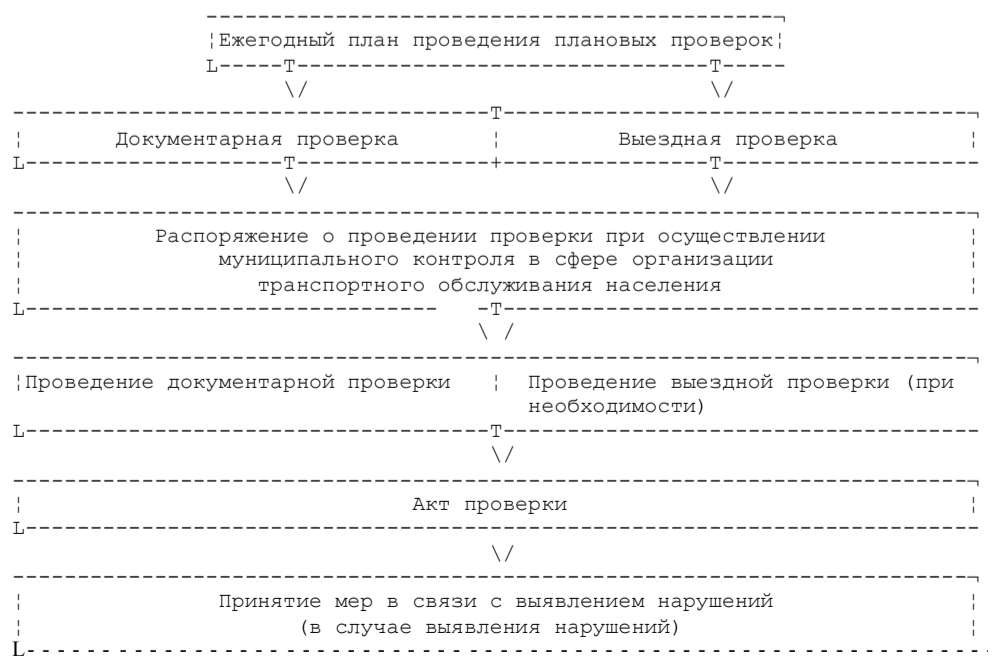 Ежегодный план проведения плановых проверок
Документарная проверка
Выездная проверка
Распоряжение о проведении проверки при осуществлении
муниципального контроля в сфере организации
транспортного обслуживания населения
Проведение документарной проверки
Проведение выездной проверки (при
необходимости)
Акт проверки
Принятие мер в связи с выявлением нарушений
(в случае выявления нарушений)